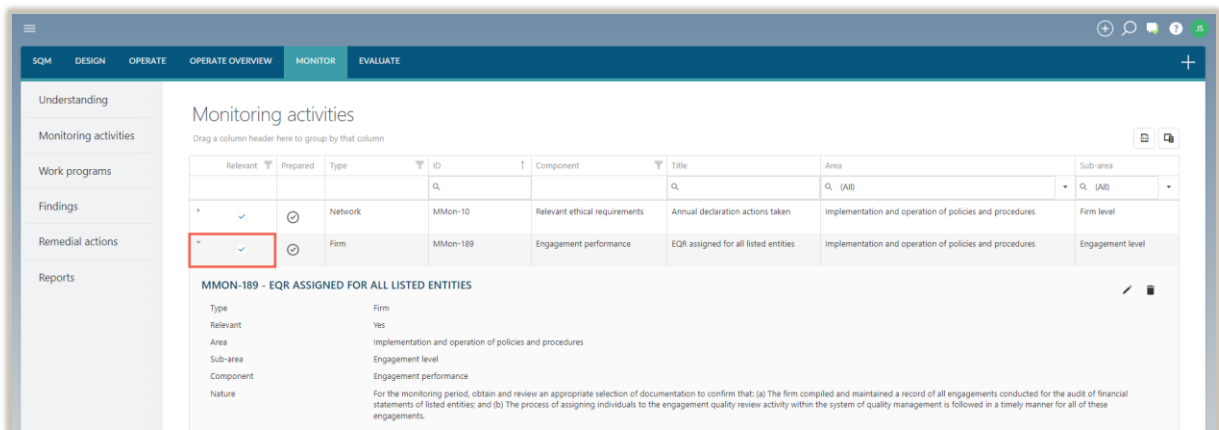 JS
SQM DESIGN OPERATE OPERATE OVERVIEW MONITOR EVALUATE
Understanding
Monitoring activities
Work programs
Findings
Remedial actions
Reports
Monitoring activities
Drag a column header here to group by that column
Relevant Prepared Type ID Component Title Area Sub-area
(All) (All)
Network MMon-10 Relevant ethical requirements Annual declaration actions taken Implementation and operation of policies and procedures Firm level
Firm MMon-189 Engagement performance EQR assigned for all listed entities Implementation and operation of policies and procedures Engagement level
MMON-189 - EQR ASSIGNED FOR ALL LISTED ENTITIES
Type Firm
Relevant Yes
Area Implementation and operation of policies and procedures
Sub-area Engagement level
Component Engagement performance
Nature For the monitoring period, obtain and review an appropriate selection of documentation to confirm that: (a) The firm compiled and maintained a record of all engagements conducted for the audit of financial
statements of listed entities; and (b) The process of assigning individuals to the engagement quality review activity within the system of quality management is followed in a timely manner for all of these
engagements.